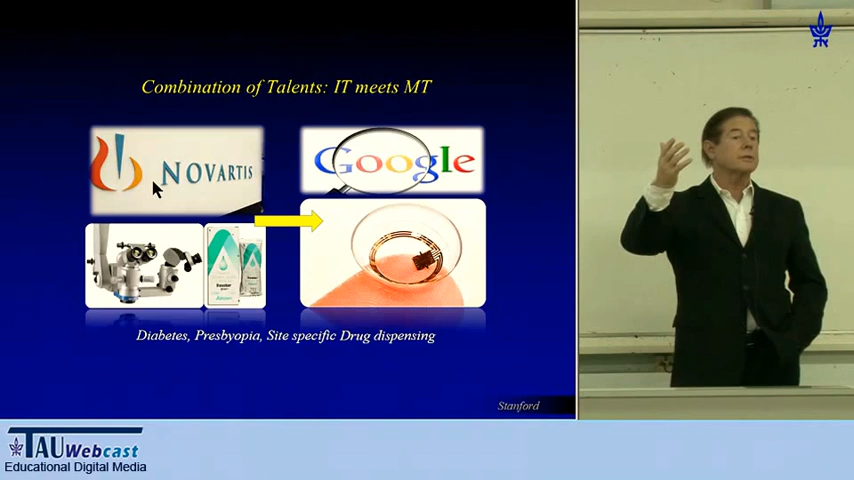 Combination of Talents: IT meets MT
NOVARTIS
Google
Diabetes, Presbyopia, Site specific Drug dispensing
Stanford
TAUWebcast
Educational Digital Media